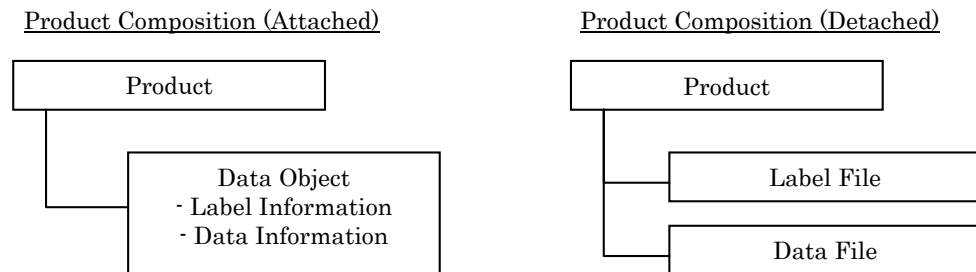 Product Composition (Attached)
Product
Data Object
- Label Information
- Data Information
Product Composition (Detached)
Product
Label File
Data File